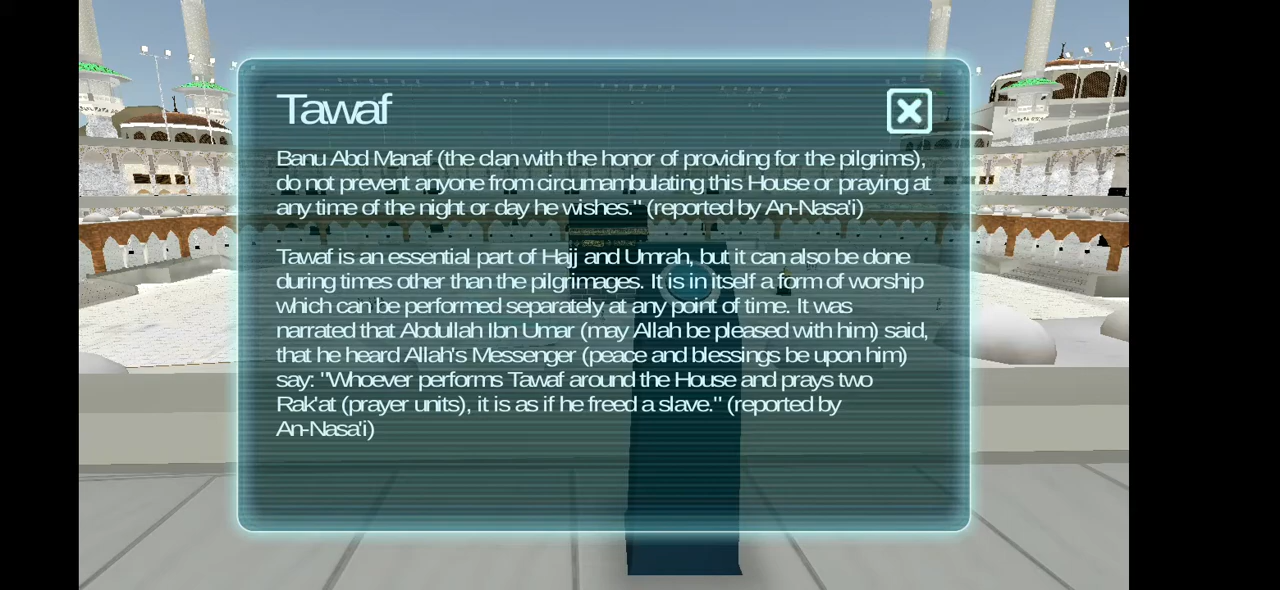 Tawaf
Banu Abd Manaf (the clan with the honor of providing for the pilgrims),
do not prevent anyone from circumambulating this House or praying at
any time of the night or day he wishes." (reported by An-Nasa'i)
Tawaf is an essential part of Hajj and Umrah, but it can also be done
during times other than the pilgrimages. It is in itself a form of worship
which can be performed separately at any point of time. It was
narrated that Abdullah Ibn Umar (may Allah be pleased with him) said,
that he heard Allah's Messenger (peace and blessings be upon him)
say: "Whoever performs Tawaf around the House and prays two
Rak'at (prayer units), it is as if he freed a slave." (reported by
An-Nasa'i)